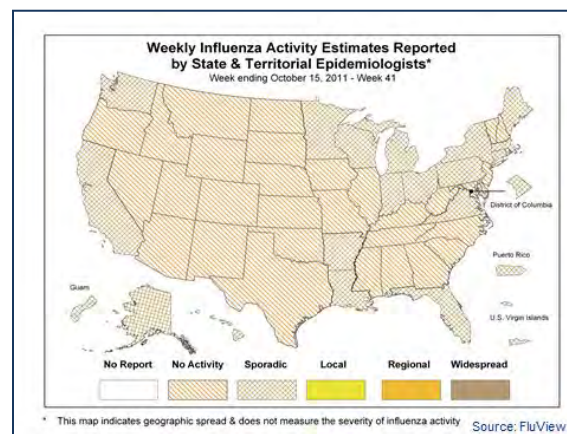 Weekly Influenza Activity Estimates Reported
by State & Territorial Epidemiologists*
Week ending October 15, 2011 - Week 41
District of Columbia
Puerto Rico
Guam
U.S. Virgin Islands
No Report No Activity Sporadic Local Regional Widespread
* This map indicates geographic spread & does not measure the severity of influenza activity
Source: FluView